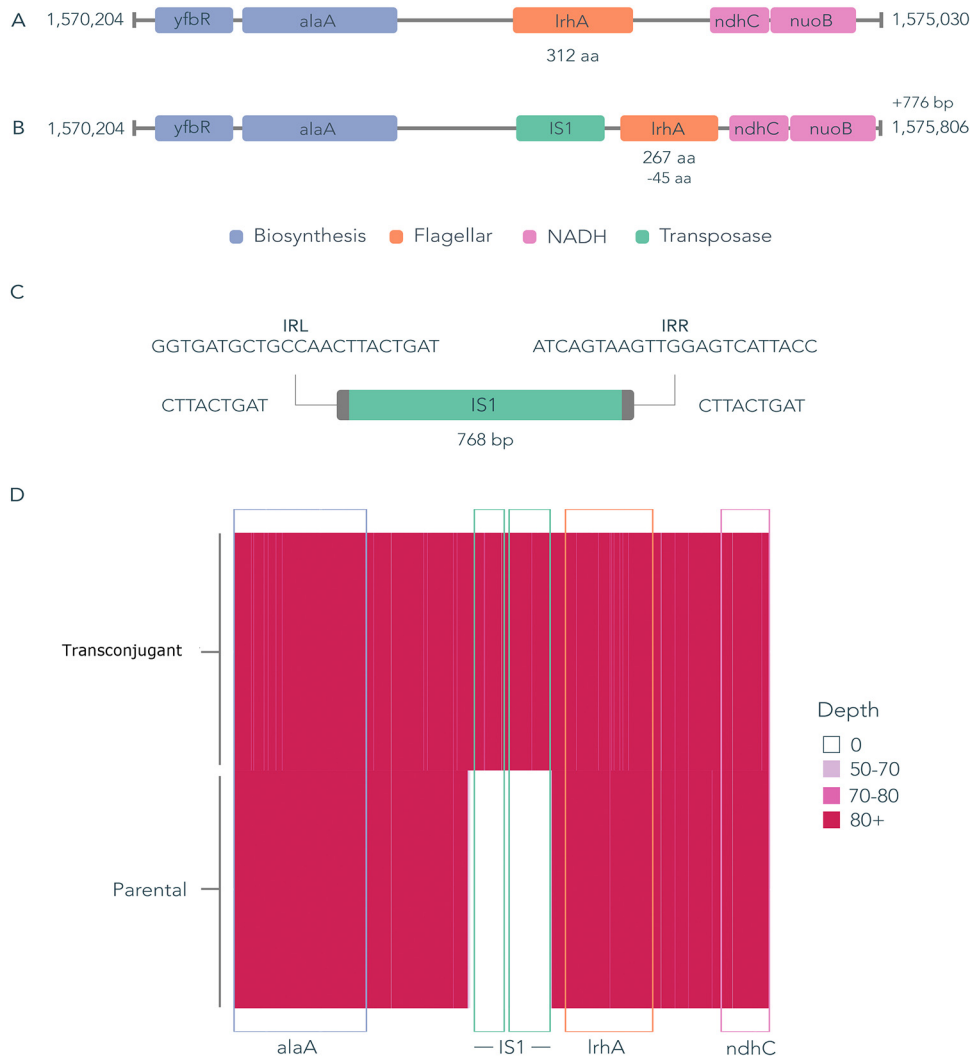 A
1,570,204
yfbR
alaA
lrhA
ndhC
nuoB
1,575,030
312 aa
+776 bp
B
1,570,204
yfbR
alaA
IS1
lrhA
ndhC
nuoB
1,575,806
267 aa
-45 aa
Biosynthesis
Flagellar
NADH
Transposase
C
IRL
IRR
GGTGATGCTGCCAACTTACTGAT
ATCAGTAAGTTGGAGTCATTACC
CTTACTGAT
IS1
CTTACTGAT
768 bp
D
Transconjugant
Parental
Depth
0
50-70
70-80
80+
alaA
IS1
lrhA
ndhC